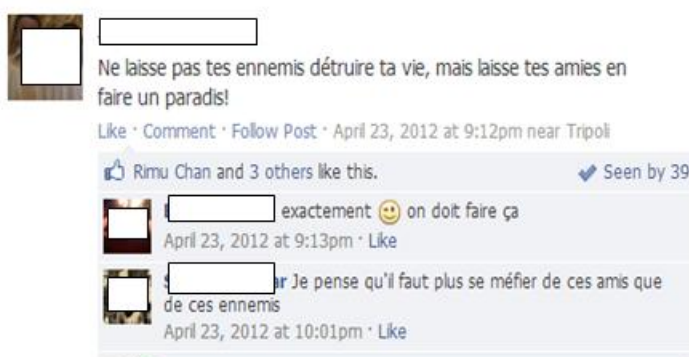 Ne laisse pas tes ennemis détruire ta vie, mais laisse tes amies en
faire un paradis!
Like · Comment · Follow Post · April 23, 2012 at 9:12pm near Tripoli
Rimu Chan and 3 others like this. Seen by 39
exactement on doit faire ça
April 23, 2012 at 9:13pm · Like
ar Je pense qu'il faut plus se méfier de ces amis que
de ces ennemis
April 23, 2012 at 10:01pm · Like